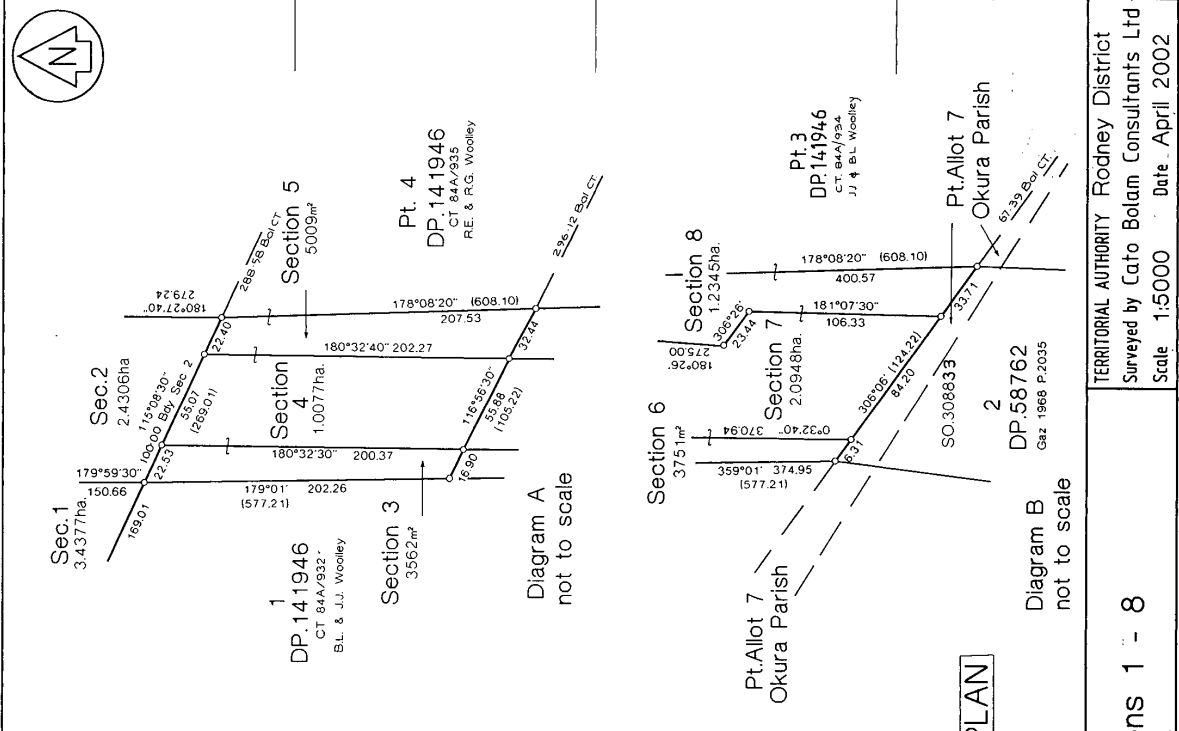 N
Sec.1
3.4377ha.
179°59'30"
150.66
169.01
Sec.2
2.4306ha
115°08'30"
100.00 Bdy Sec 2
22.53
55.07
(269.01)
22.40
180°27'40"
279.24
288.58 Bal CT
Section 5
5009m²
Pt. 4
DP.141946
CT 84A/935
R.E. & R.G. Woolley
1
DP.141946
CT 84A/932
B.L. & J.J. Woolley
179°01' 202.26
(577.21)
180°32'30" 200.37
Section
4
1.0077ha.
180°32'40" 202.27
178°08'20" (608.10)
207.53
Section 3
3562m²
16.90
116°56'30"
55.88
(105.22)
32.44
296.12 Bal CT.
Diagram A
not to scale
Section 6
3751m²
359°01' 374.95
(577.21)
0°32'40" 370.94
180°26'
275.00
306°26'
23.44
Section 8
1.2345ha.
Section 7
2.0948ha.
181°07'30"
106.33
178°08'20" (608.10)
400.57
Pt.3
DP.141946
CT. 84A/934
JJ & BL Woolley
Pt.Allot 7
Okura Parish
6.31
306°06' (124.22)
84.20
33.71
67.39 Bal CT.
Pt.Allot 7
Okura Parish
SO.308833
2
DP.58762
Gaz 1968 P.2035
Diagram B
not to scale
PLAN
ns 1 - 8
TERRITORIAL AUTHORITY Rodney District
Surveyed by Cato Bolam Consultants Ltd
Scale 1:5000 Date April 2002